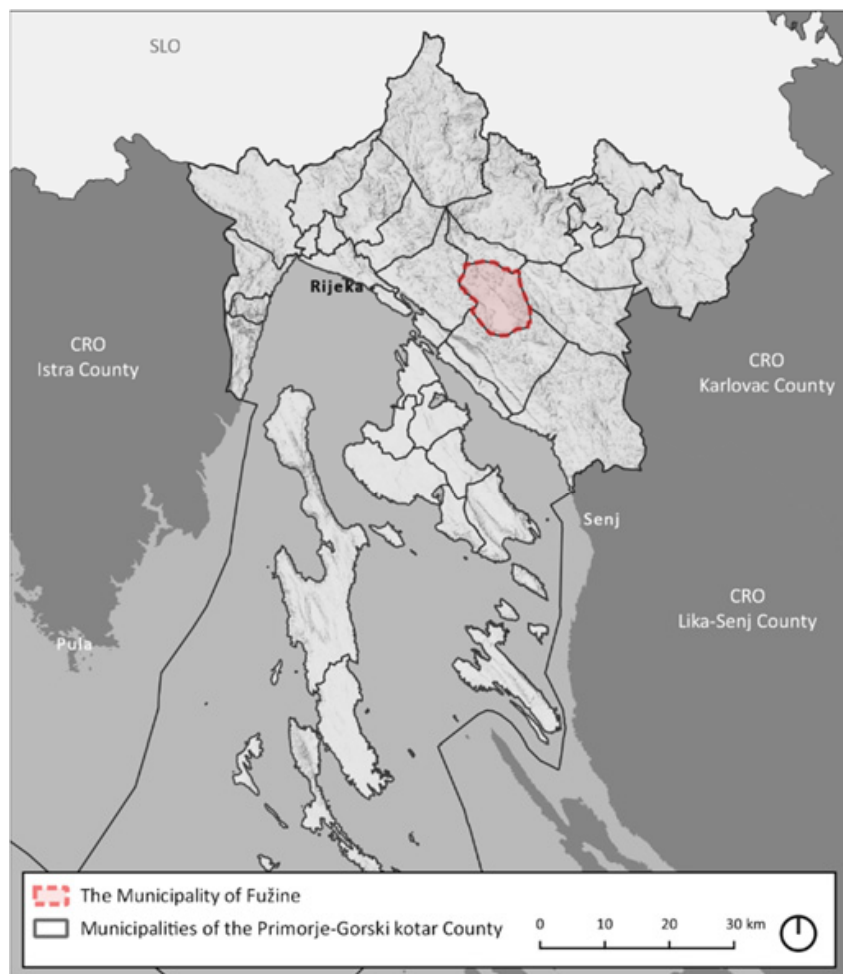 SLO
Rijeka
CRO
Istra County
CRO
Karlovac County
Senj
CRO
Lika-Senj County
Pula
The Municipality of Fužine
Municipalities of the Primorje-Gorski kotar County
0 10 20 30 km